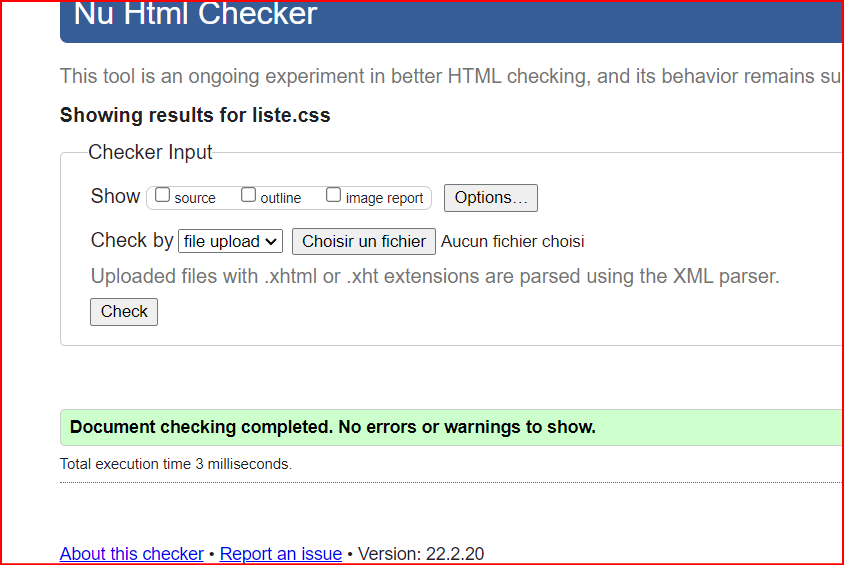 Nu Html Checker
This tool is an ongoing experiment in better HTML checking, and its behavior remains su
Showing results for liste.css
Checker Input
Show source outline image report Options…
Check by file upload Choisir un fichier Aucun fichier choisi
Uploaded files with .xhtml or .xht extensions are parsed using the XML parser.
Check
Document checking completed. No errors or warnings to show.
Total execution time 3 milliseconds.
About this checker • Report an issue • Version: 22.2.20